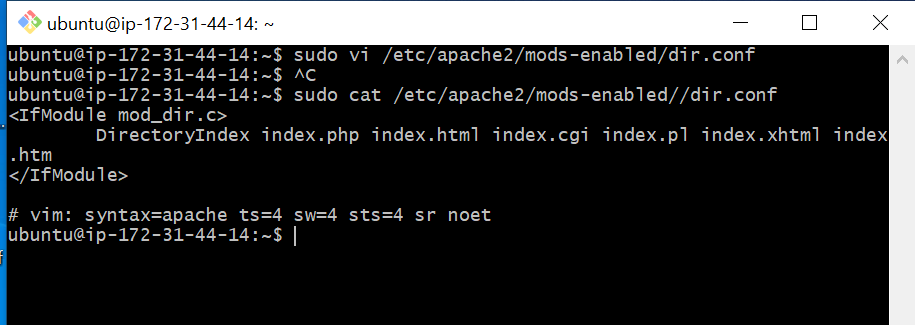 ubuntu@ip-172-31-44-14: ~
ubuntu@ip-172-31-44-14:~$ sudo vi /etc/apache2/mods-enabled/dir.conf
ubuntu@ip-172-31-44-14:~$ ^C
ubuntu@ip-172-31-44-14:~$ sudo cat /etc/apache2/mods-enabled//dir.conf
<IfModule mod_dir.c>
        DirectoryIndex index.php index.html index.cgi index.pl index.xhtml index
.htm
</IfModule>

# vim: syntax=apache ts=4 sw=4 sts=4 sr noet
ubuntu@ip-172-31-44-14:~$